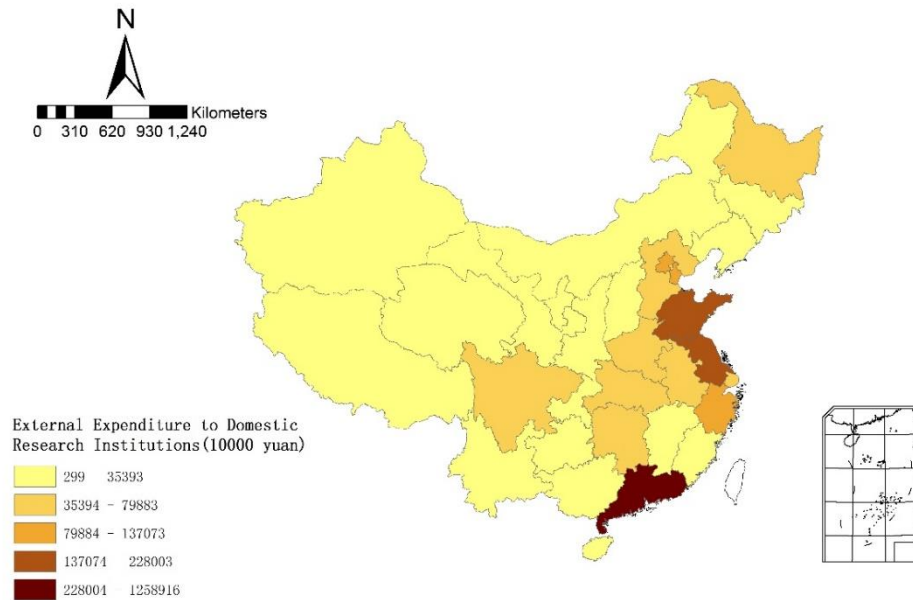 N
Kilometers
0 310 620 930 1,240
External Expenditure to Domestic
Research Institutions(10000 yuan)
299 35393
35394 - 79883
79884 - 137073
137074 228003
228004 1258916